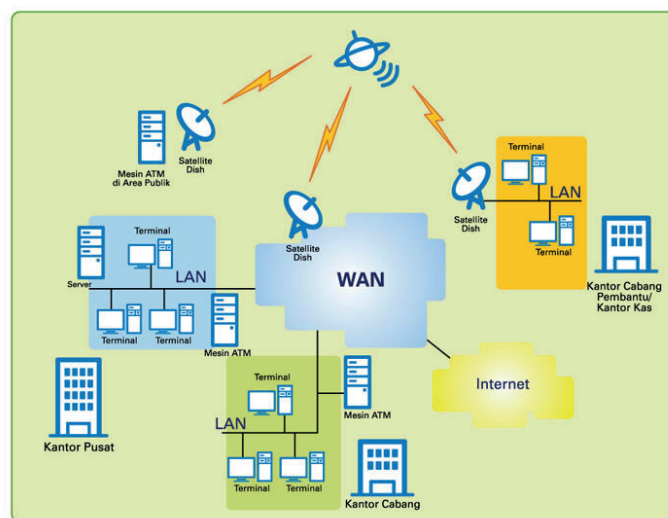 Mesin ATM
di Area Publik
Satellite
Dish
Satellite
Dish
Satellite
Dish
Terminal
LAN
Terminal
Kantor Cabang
Pembantu/
Kantor Kas
Server
Terminal
LAN
Terminal
Terminal
Mesin ATM
Kantor Pusat
WAN
Internet
Terminal
LAN
Terminal
Terminal
Mesin ATM
Kantor Cabang